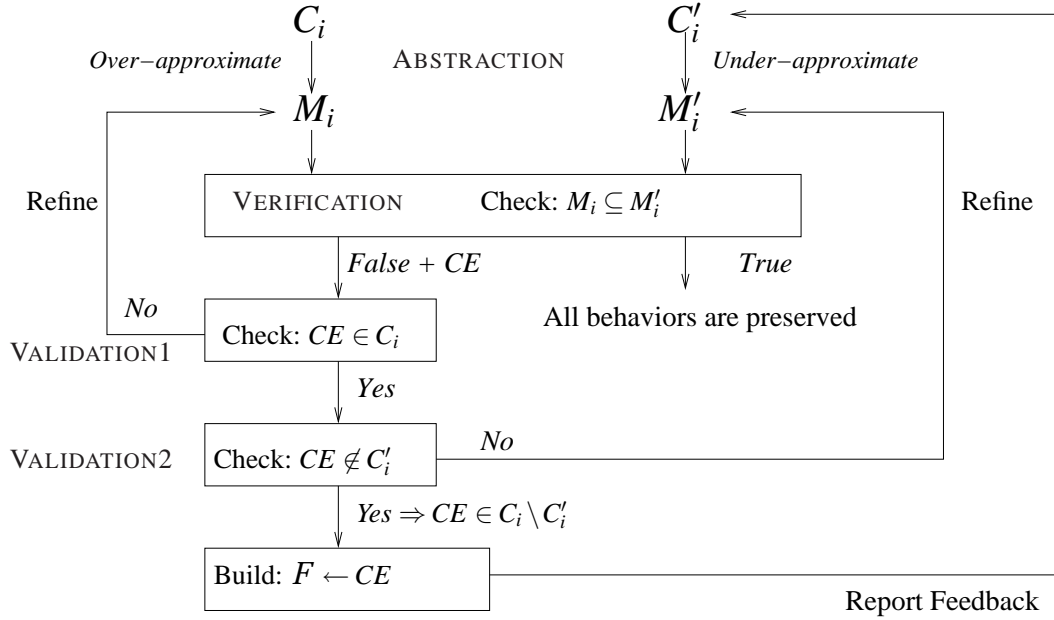 C_i C'_i
Over–approximate ABSTRACTION Under–approximate
M_i M'_i
Refine VERIFICATION Check: M_i ⊆ M'_i Refine
False + CE True
No
Check: CE ∈ C_i All behaviors are preserved
VALIDATION1
Yes
VALIDATION2 Check: CE ∉ C'_i No
Yes ⇒ CE ∈ C_i \ C'_i
Build: F ← CE
Report Feedback